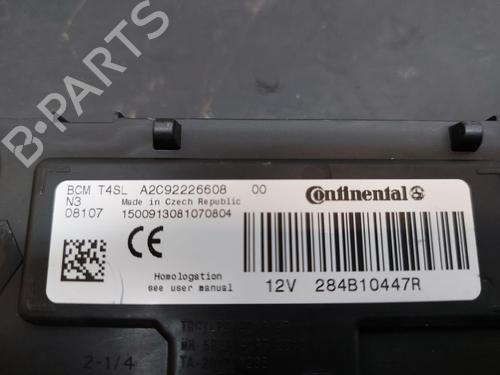 B-PARTS
BCM T4SL A2C92226608 00
N3 Made in Czech Republic
08107 1500913081070804
Continental
CE
Homologation
see user manual
12V 284B10447R
2-1/4